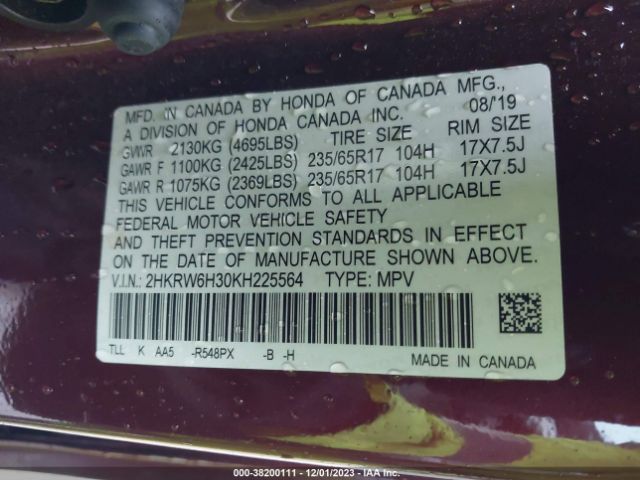 MFD. IN CANADA BY HONDA OF CANADA MFG.,
A DIVISION OF HONDA CANADA INC. 08/'19
GVWR 2130KG (4695LBS) TIRE SIZE RIM SIZE
GAWR F 1100KG (2425LBS) 235/65R17 104H 17X7.5J
GAWR R 1075KG (2369LBS) 235/65R17 104H 17X7.5J
THIS VEHICLE CONFORMS TO ALL APPLICABLE
FEDERAL MOTOR VEHICLE SAFETY
AND THEFT PREVENTION STANDARDS IN EFFECT
ON THE DATE OF MANUFACTURE SHOWN ABOVE.
V.I.N.: 2HKRW6H30KH225564 TYPE: MPV
TLL K AA5 -R548PX -B -H
MADE IN CANADA
000-38200111 — 12/01/2023 — IAA Inc.